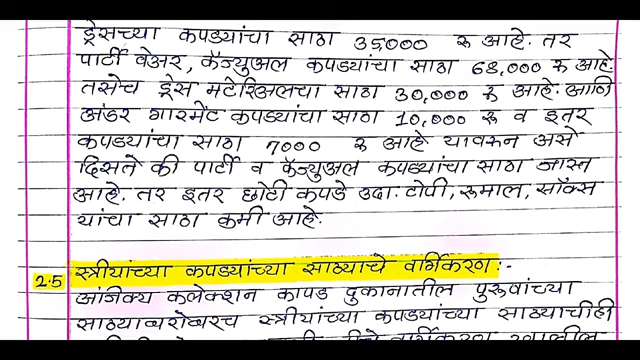 ड्रेसच्या कपड्यांचा साठा 35000 रु आहे. तर
पार्टी वेअर, कॅज्युअल कपड्यांचा साठा 68,000 रु आहे.
तसेच ड्रेस मटेरिअलचा साठा 30,000 रु आहे. आणि
अंडर गारमेंट कपड्यांचा साठा 10,000 रू व इतर
कपड्यांचा साठा 7000 रु आहे यावरुन असे
दिसते की पार्टी व कॅज्युअल कपड्यांचा साठा जास्त
आहे. तर इतर छोटी कपडे उदा. टोपी, रूमाल, सॉक्स
यांचा साठा कमी आहे.
2.5 स्त्रीयांच्या कपड्यांच्या साठ्याचे वर्गिकरण :-
आजिंक्य कलेक्शन कापड दुकानातील पुरूषांच्या
साठ्याबरोबरच स्त्रीयांच्या कपड्यांच्या साठ्याचीही